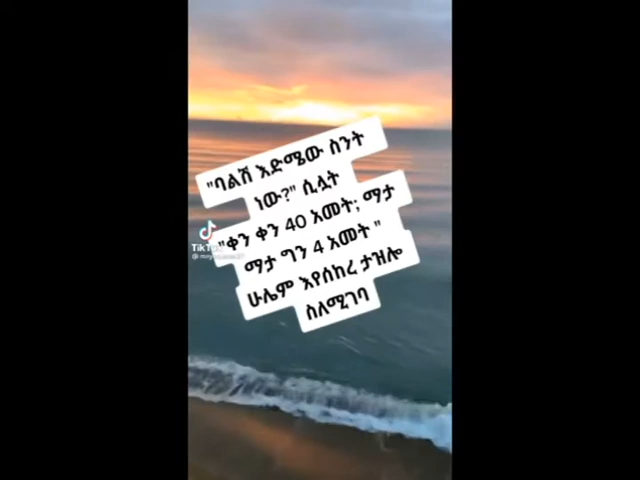 "ባልሽ እድሜው ስንት
ነው?" ሲሏት
"ቀን ቀን 40 አመት; ማታ
ማታ ግን 4 አመት "
ሁሌም እየሰከረ ታዝሎ
ስለሚገባ
TikTok